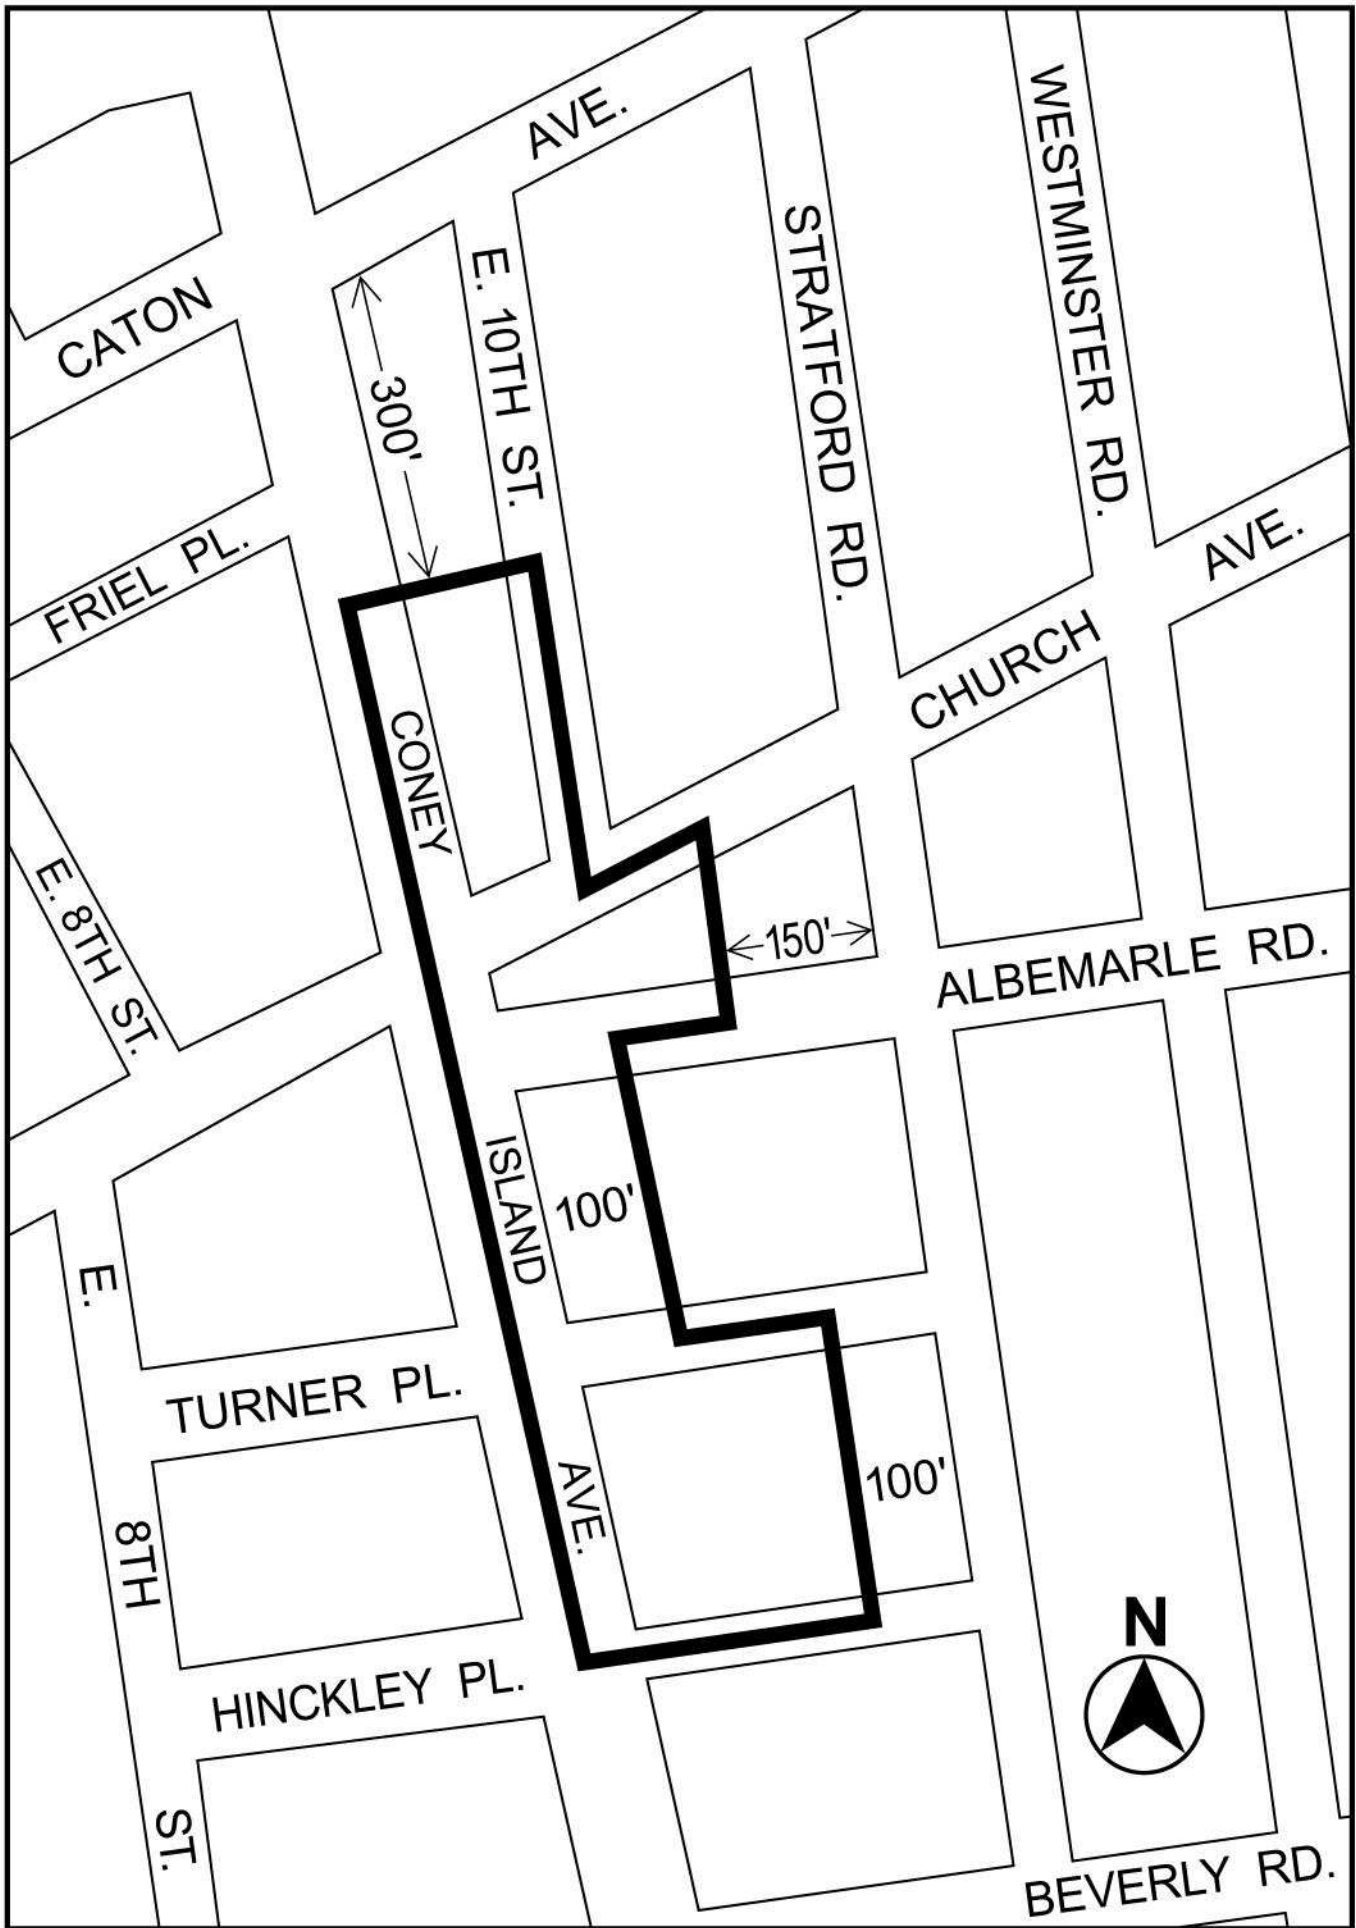 AVE.
WESTMINSTER RD.
STRATFORD RD.
E. 10TH ST.
CATON
300'
FRIEL PL.
AVE.
CHURCH
CONEY
E. 8TH ST.
150'
ALBEMARLE RD.
ISLAND
100'
E.
TURNER PL.
AVE.
100'
8TH
N
HINCKLEY PL.
ST.
BEVERLY RD.